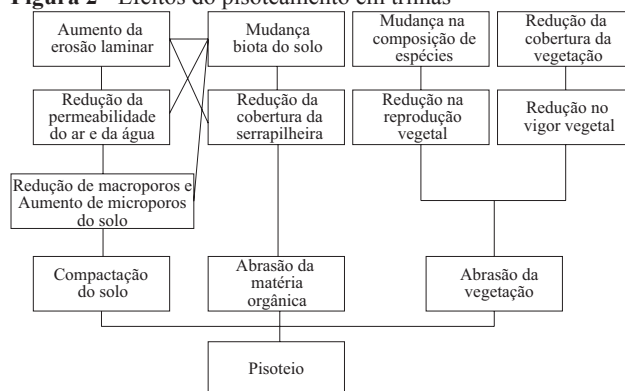 Figura 2 - Efeitos do pisoteamento em trilhas
Aumento da
erosão laminar
Mudança
biota do solo
Mudança na
composição de
espécies
Redução da
cobertura da
vegetação
Redução da
permeabilidade
do ar e da água
Redução da
cobertura da
serrapilheira
Redução na
reprodução
vegetal
Redução no
vigor vegetal
Redução de macroporos e
Aumento de microporos
do solo
Compactação
do solo
Abrasão da
matéria
orgânica
Abrasão da
vegetação
Pisoteio